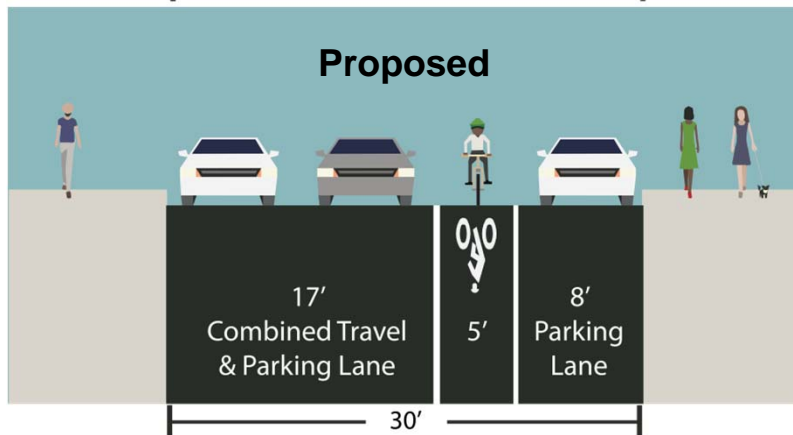 Proposed
17’
Combined Travel
& Parking Lane
5’
8’
Parking
Lane
30’